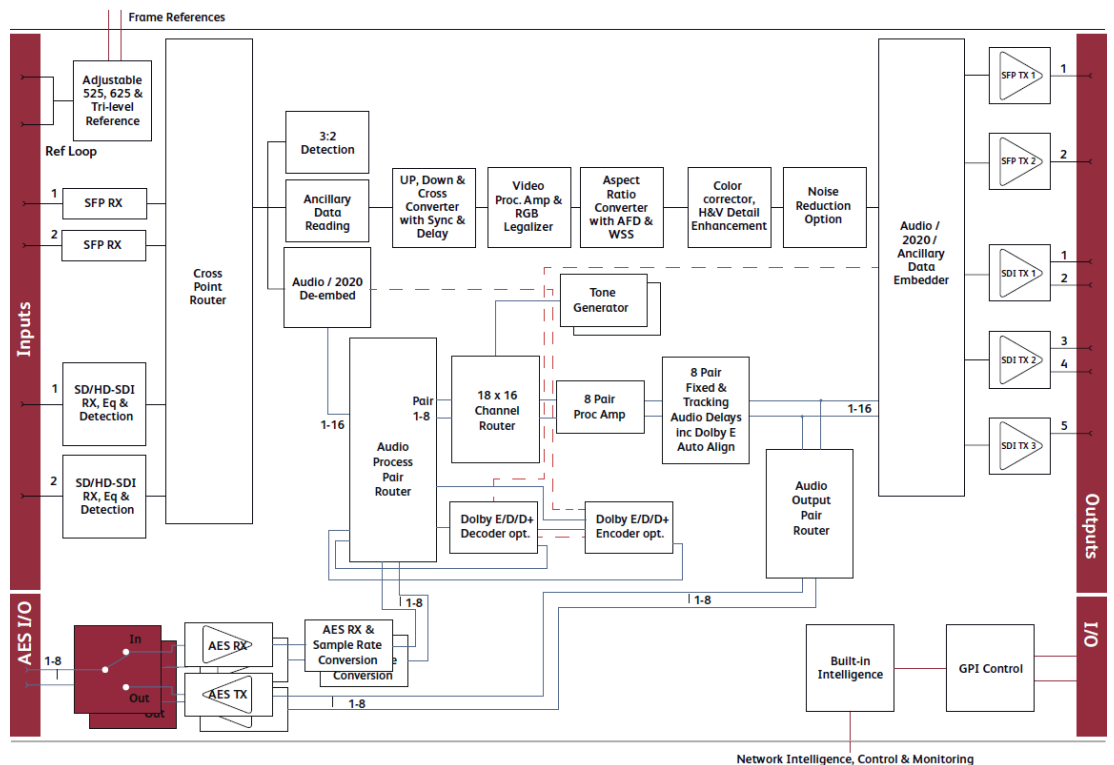 Frame References
Inputs
Adjustable
525, 625 &
Tri-level
Reference
Ref Loop
1
SFP RX
2
SFP RX
1
SD/HD-SDI
RX, Eq &
Detection
2
SD/HD-SDI
RX, Eq &
Detection
Cross
Point
Router
3:2
Detection
Ancillary
Data
Reading
Audio / 2020
De-embed
UP, Down &
Cross
Converter
with Sync &
Delay
Video
Proc. Amp &
RGB
Legalizer
Aspect
Ratio
Converter
with AFD &
WSS
Color
corrector,
H&V Detail
Enhancement
Noise
Reduction
Option
Tone
Generator
1-16
Audio
Process
Pair
Router
Pair
1-8
18 x 16
Channel
Router
8 Pair
Proc Amp
8 Pair
Fixed &
Tracking
Audio Delays
inc Dolby E
Auto Align
1-16
Dolby E/D/D+
Decoder opt.
Dolby E/D/D+
Encoder opt.
Audio
Output
Pair
Router
Audio /
2020 /
Ancillary
Data
Embedder
SFP TX 1
1
SFP TX 2
2
SDI TX 1
1
2
SDI TX 2
3
4
SDI TX 3
5
Outputs
AES I/O
1-8
In
Out
Out
AES RX
AES TX
AES RX &
Sample Rate
Conversion
e
Conversion
1-8
1-8
1-8
Built-in
Intelligence
GPI Control
I/O
Network Intelligence, Control & Monitoring